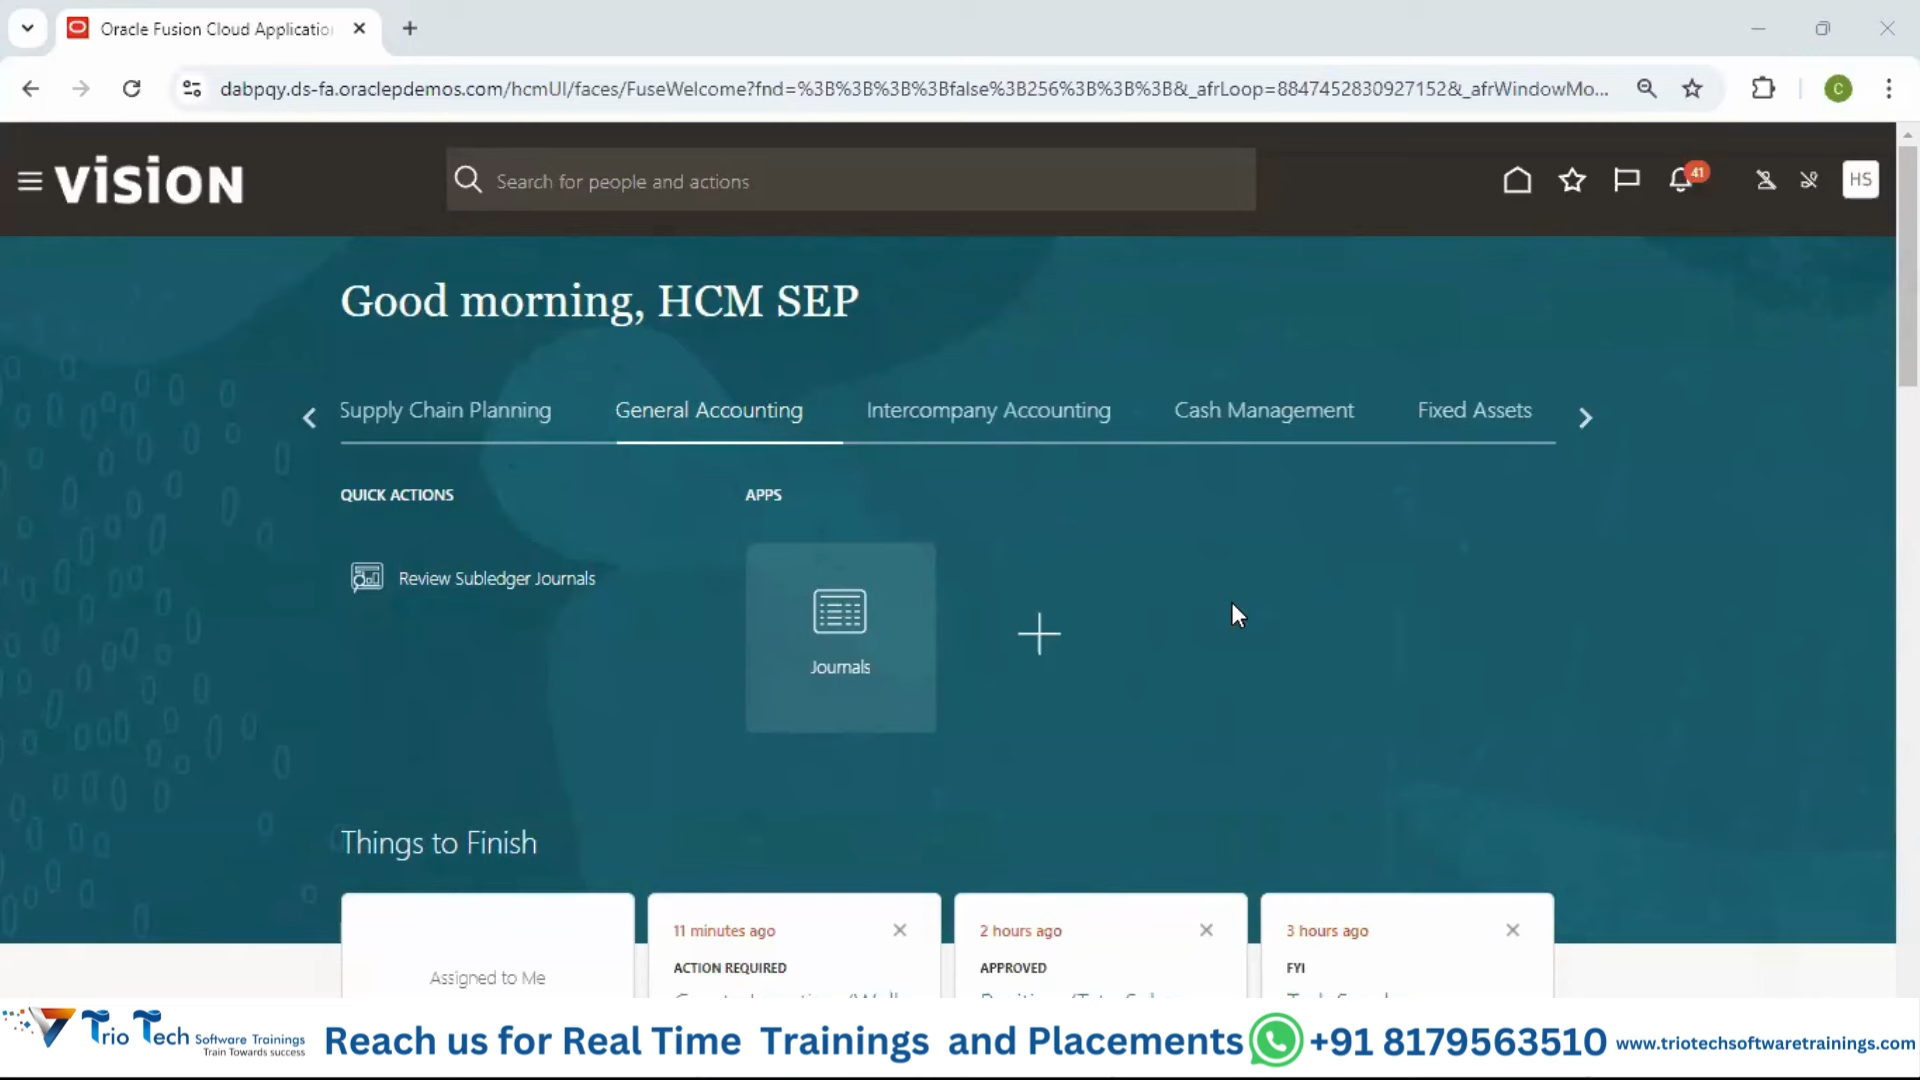 Oracle Fusion Cloud Applicatio
dabpqy.ds-fa.oraclepdemos.com/hcmUI/faces/FuseWelcome?fnd=%3B%3B%3B%3Bfalse%3B256%3B%3B%3B&_afrLoop=8847452830927152&_afrWindowMo...
C
vision
Search for people and actions
41
HS
Good morning, HCM SEP
Supply Chain Planning
General Accounting
Intercompany Accounting
Cash Management
Fixed Assets
QUICK ACTIONS
APPS
Review Subledger Journals
Journals
Things to Finish
Assigned to Me
11 minutes ago
ACTION REQUIRED
2 hours ago
APPROVED
3 hours ago
FYI
Trio Tech Software Trainings
Train Towards success
Reach us for Real Time Trainings and Placements
+91 8179563510
www.triotechsoftwaretrainings.com